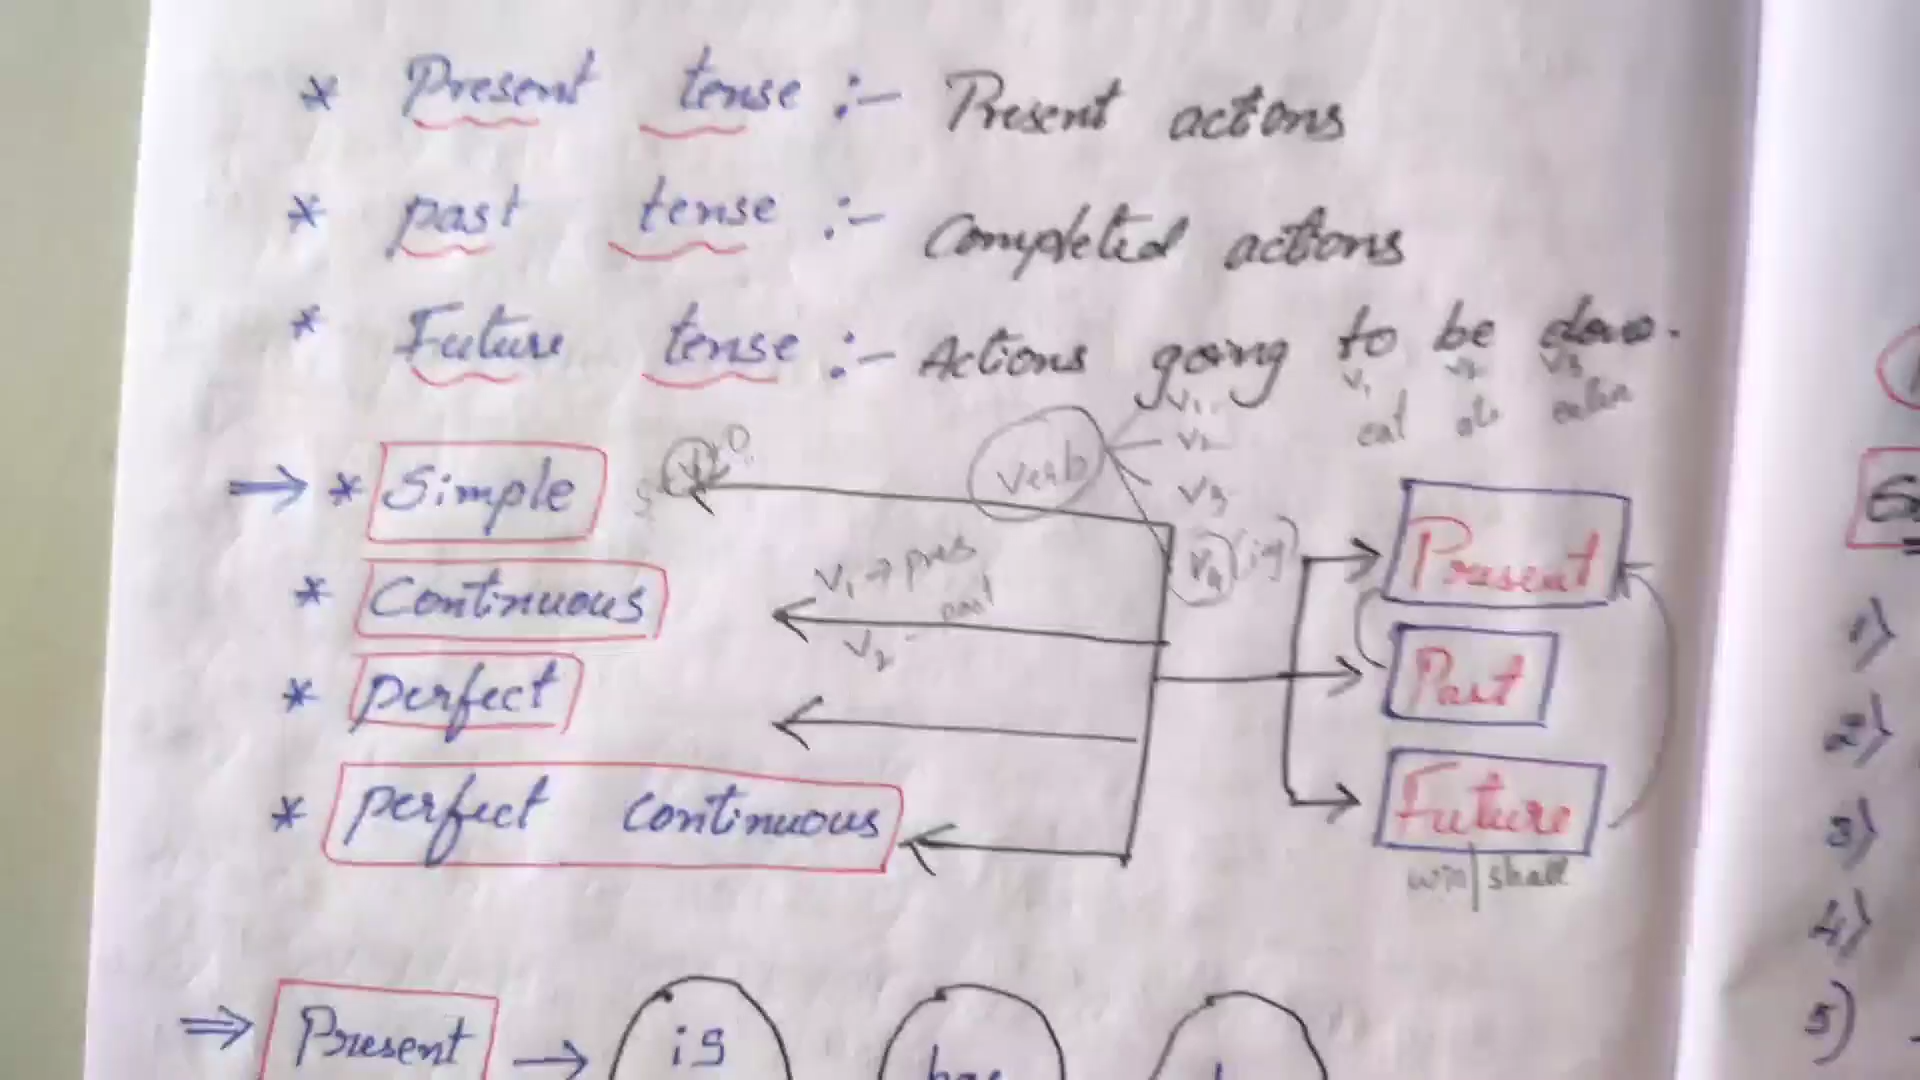 * Present tense :- Present actions
* past tense :- Completed actions
* Future tense :- Actions going to be done.
V1 V2 V3
eat ate eaten
Verb
V1
V2
V3
V4 (ing)
⇒ * Simple
* Continuous
V1 → pres
V2 - past
* perfect
* perfect continuous
Present
Past
Future
will | shall
⇒ Present → is has
1)
2)
3)
4)
5)